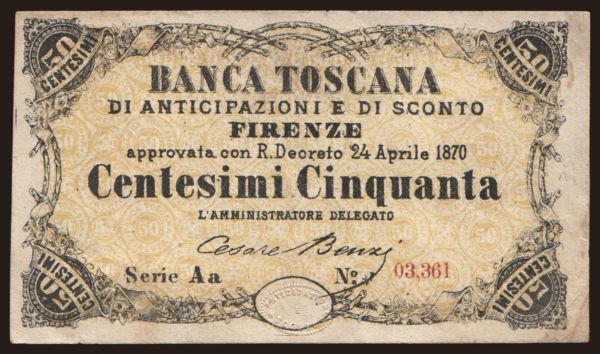 50 CENTESIMI
50 CENTESIMI
BANCA TOSCANA
DI ANTICIPAZIONI E DI SCONTO
FIRENZE
approvata con R. Decreto 24 Aprile 1870
Centesimi Cinquanta
L'AMMINISTRATORE DELEGATO
Cesare Benzi
Serie Aa No. 03,361
ANTICIPAZIO
E
CENTESIMI 50
CENTESIMI 50